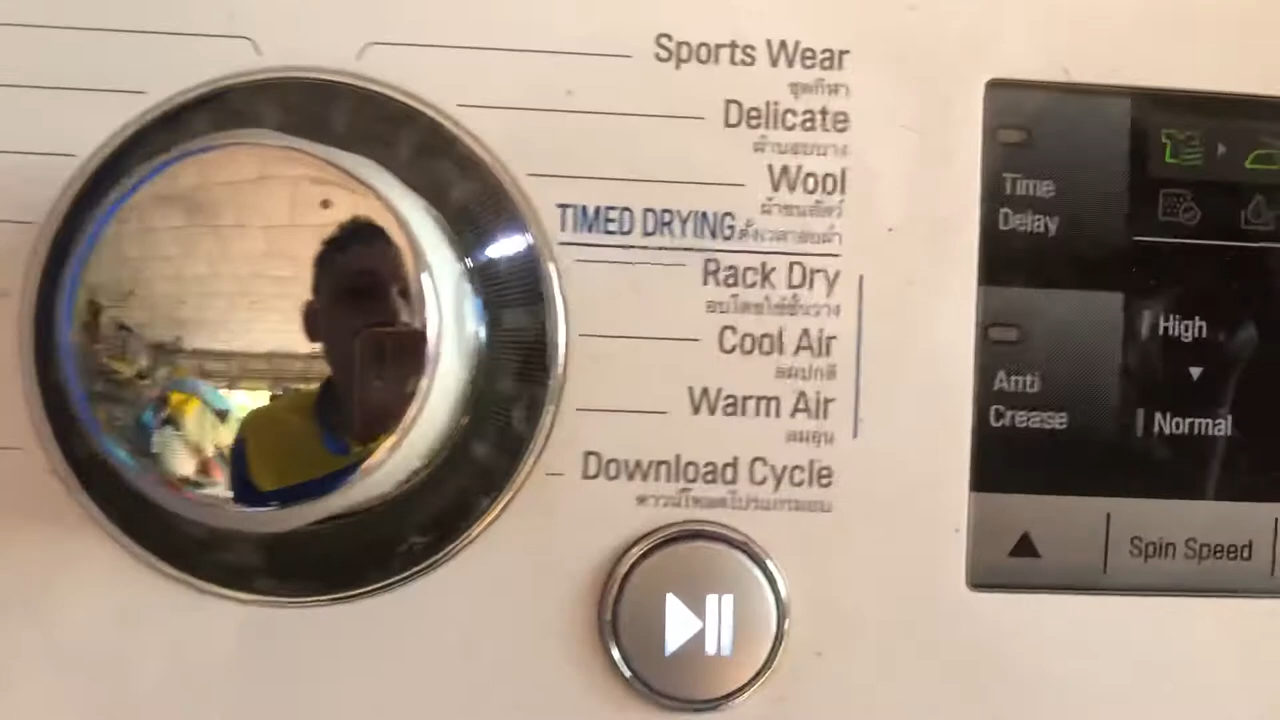 Sports Wear
ชุดกีฬา
Delicate
ผ้าบอบบาง
Wool
ผ้าขนสัตว์
TIMED DRYING ตั้งเวลาอบผ้า
Rack Dry
อบโดยใช้ชั้นวาง
Cool Air
ลมปกติ
Warm Air
ลมอุ่น
Download Cycle
ดาวน์โหลดโปรแกรมอบ
Time
Delay
High
Anti
Crease
Normal
Spin Speed